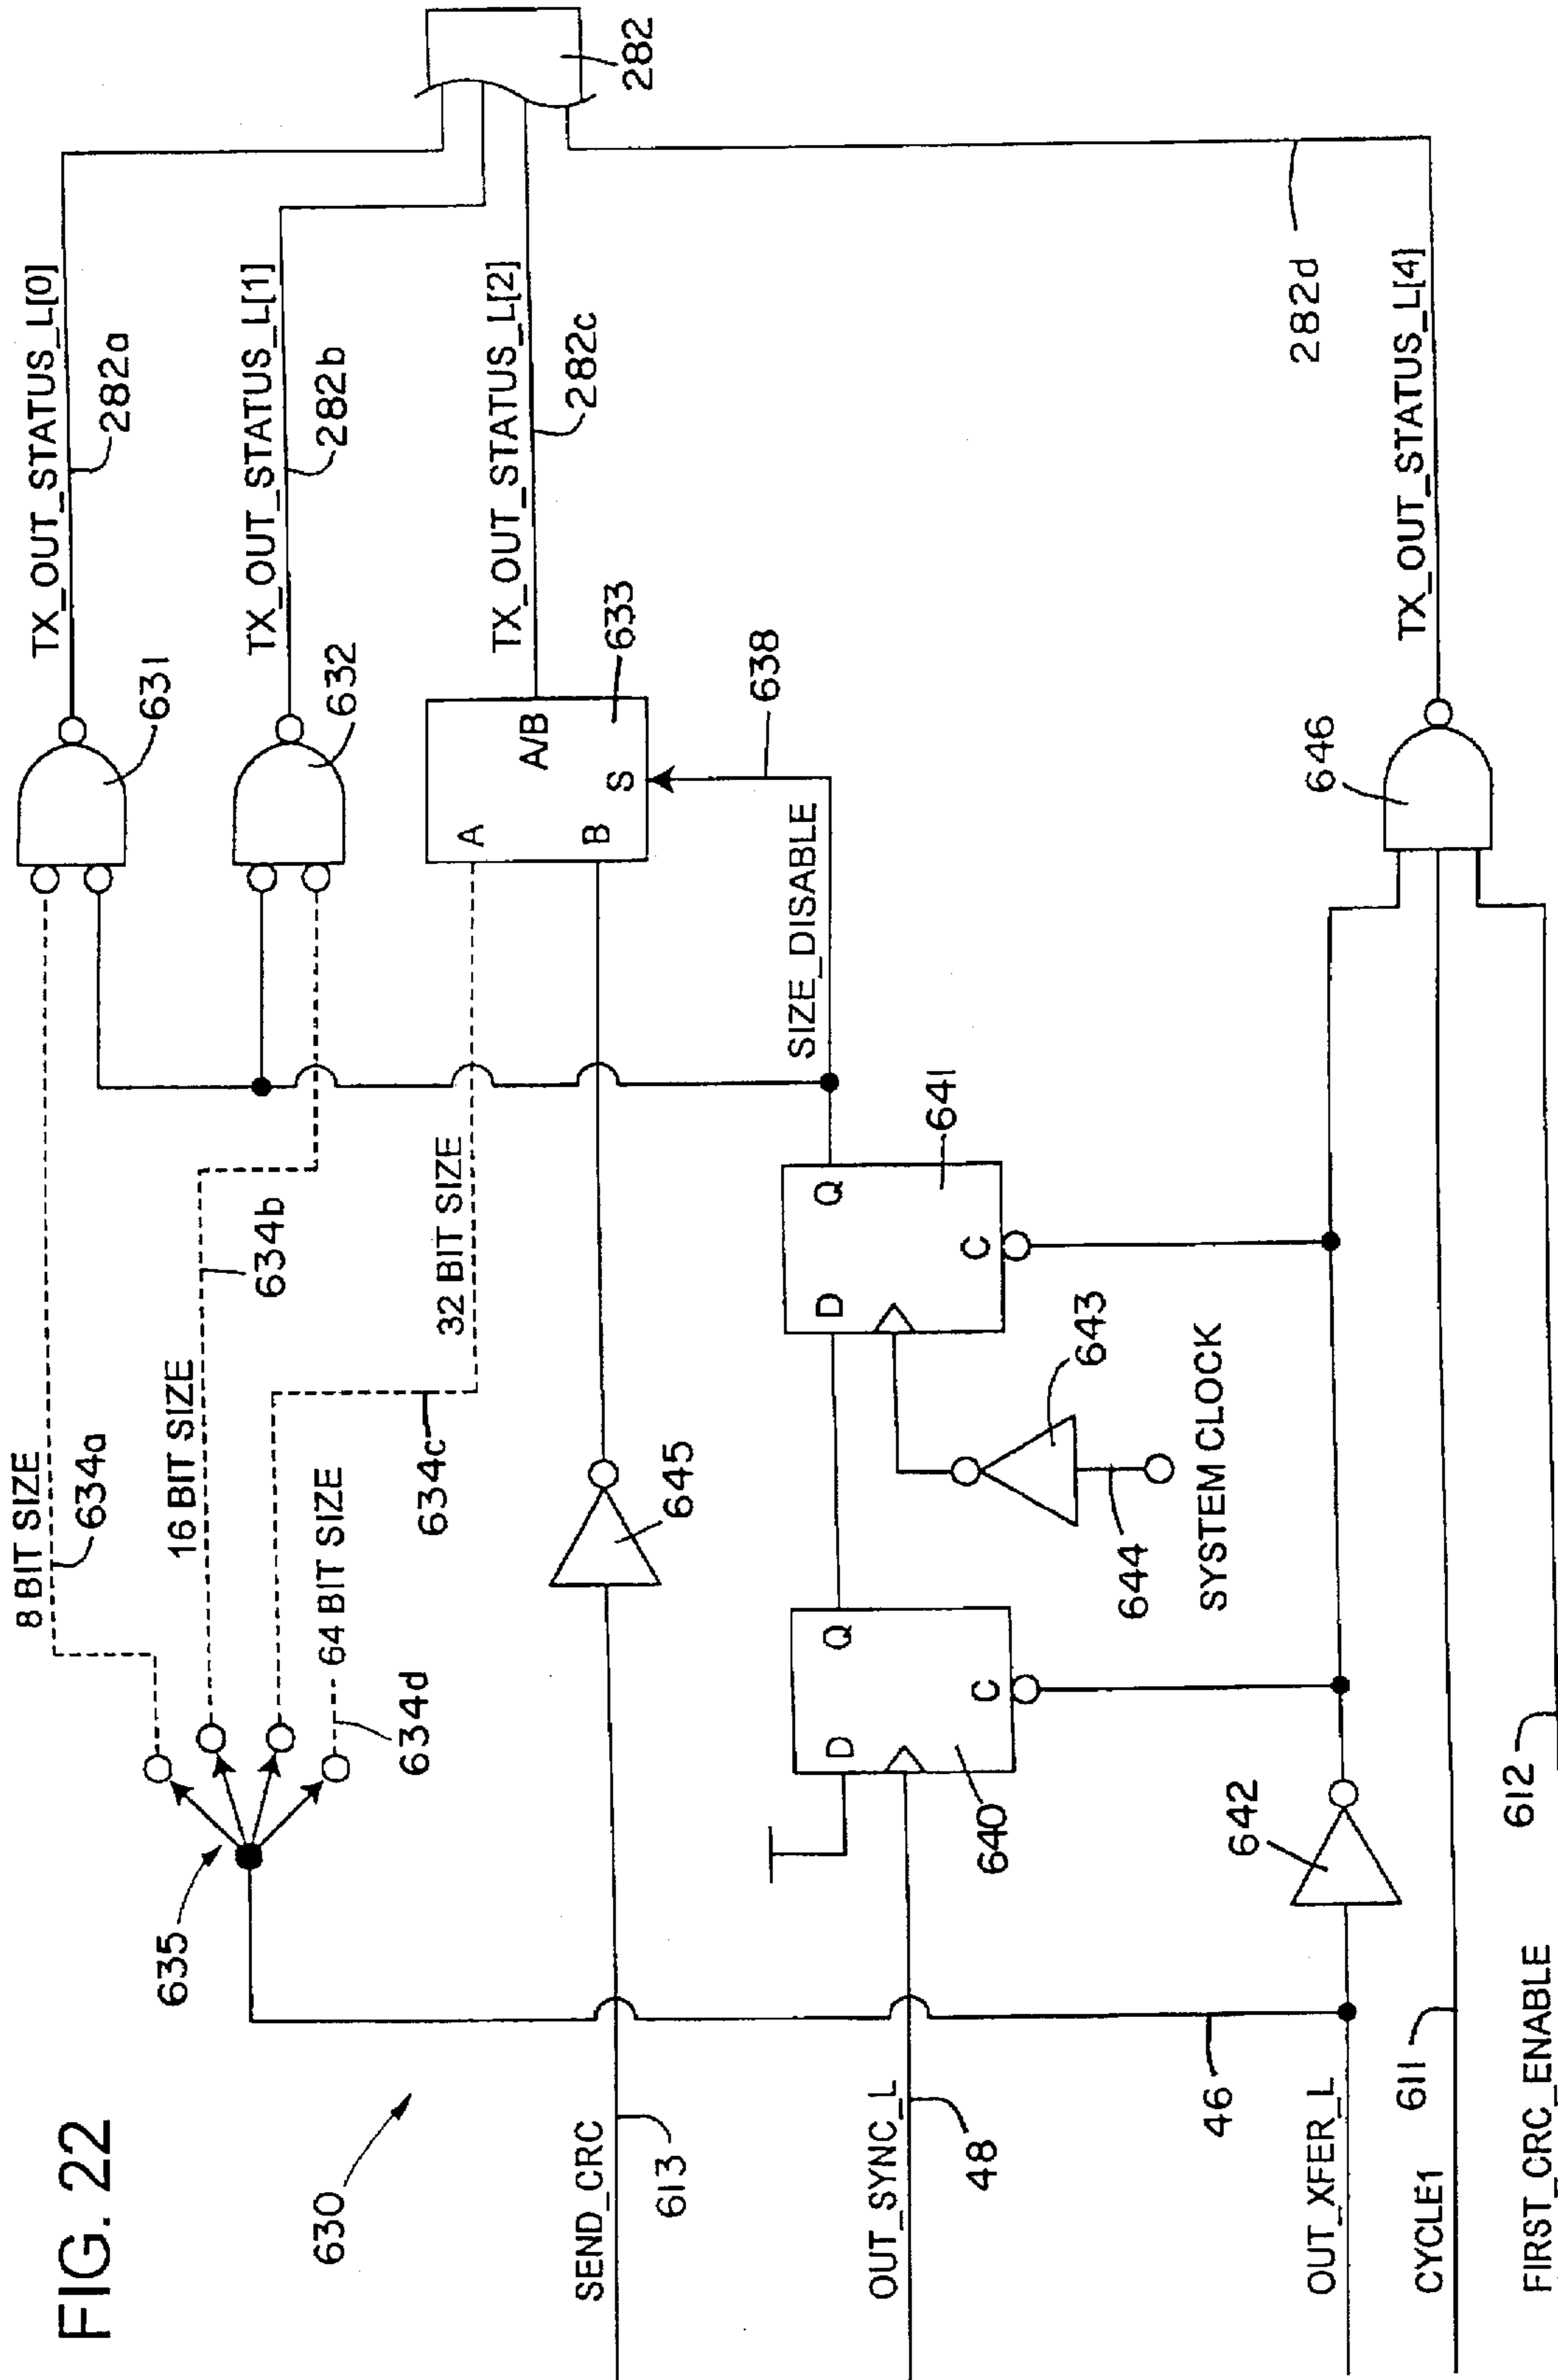 FIG. 22
630
635
8 BIT SIZE
634a
16 BIT SIZE
634b
32 BIT SIZE
634c
64 BIT SIZE
634d
631
TX_OUT_STATUS_L[0]
282a
632
TX_OUT_STATUS_L[1]
282b
A
B
A/B
S
633
TX_OUT_STATUS_L[2]
282c
282
SEND_CRC
613
645
SIZE_DISABLE
638
OUT_SYNC_L
48
D
Q
C
640
D
Q
C
641
643
644
SYSTEM CLOCK
46
OUT_XFER_L
642
CYCLE1
611
FIRST_CRC_ENABLE
612
646
TX_OUT_STATUS_L[4]
282d